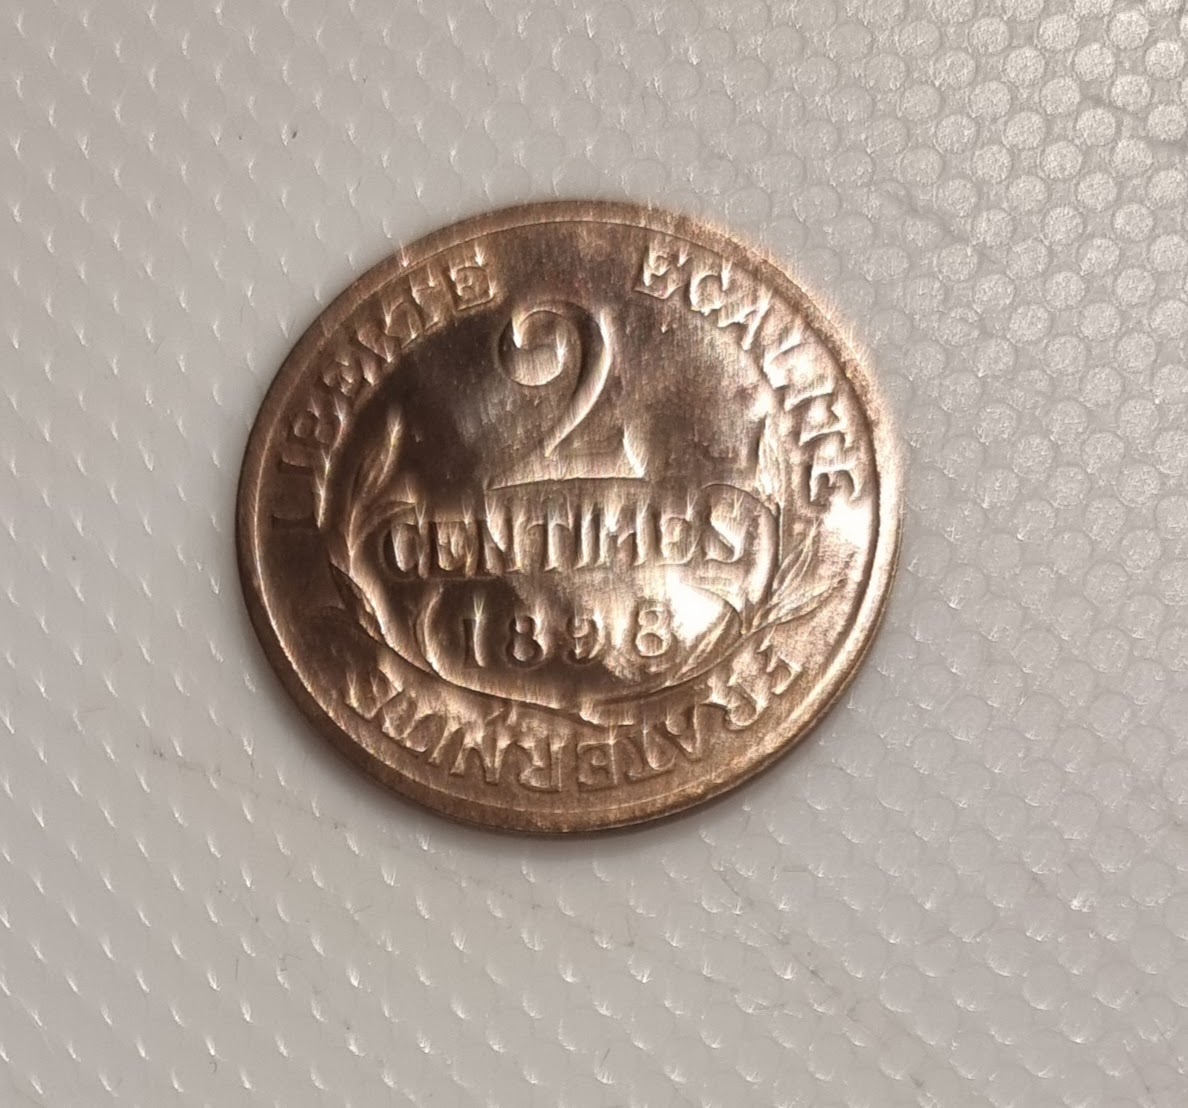 LIBERTE EGALITE
2
CENTIMES
1898
FRATERNITE